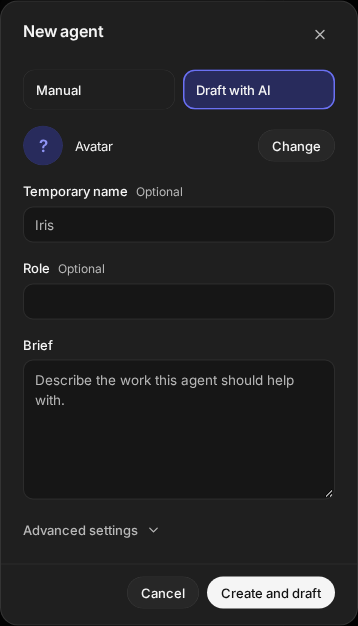 New agent
Manual
Draft with AI
?
Avatar
Change
Temporary name Optional
Iris
Role Optional
Brief
Describe the work this agent should help
with.
Advanced settings
Cancel
Create and draft